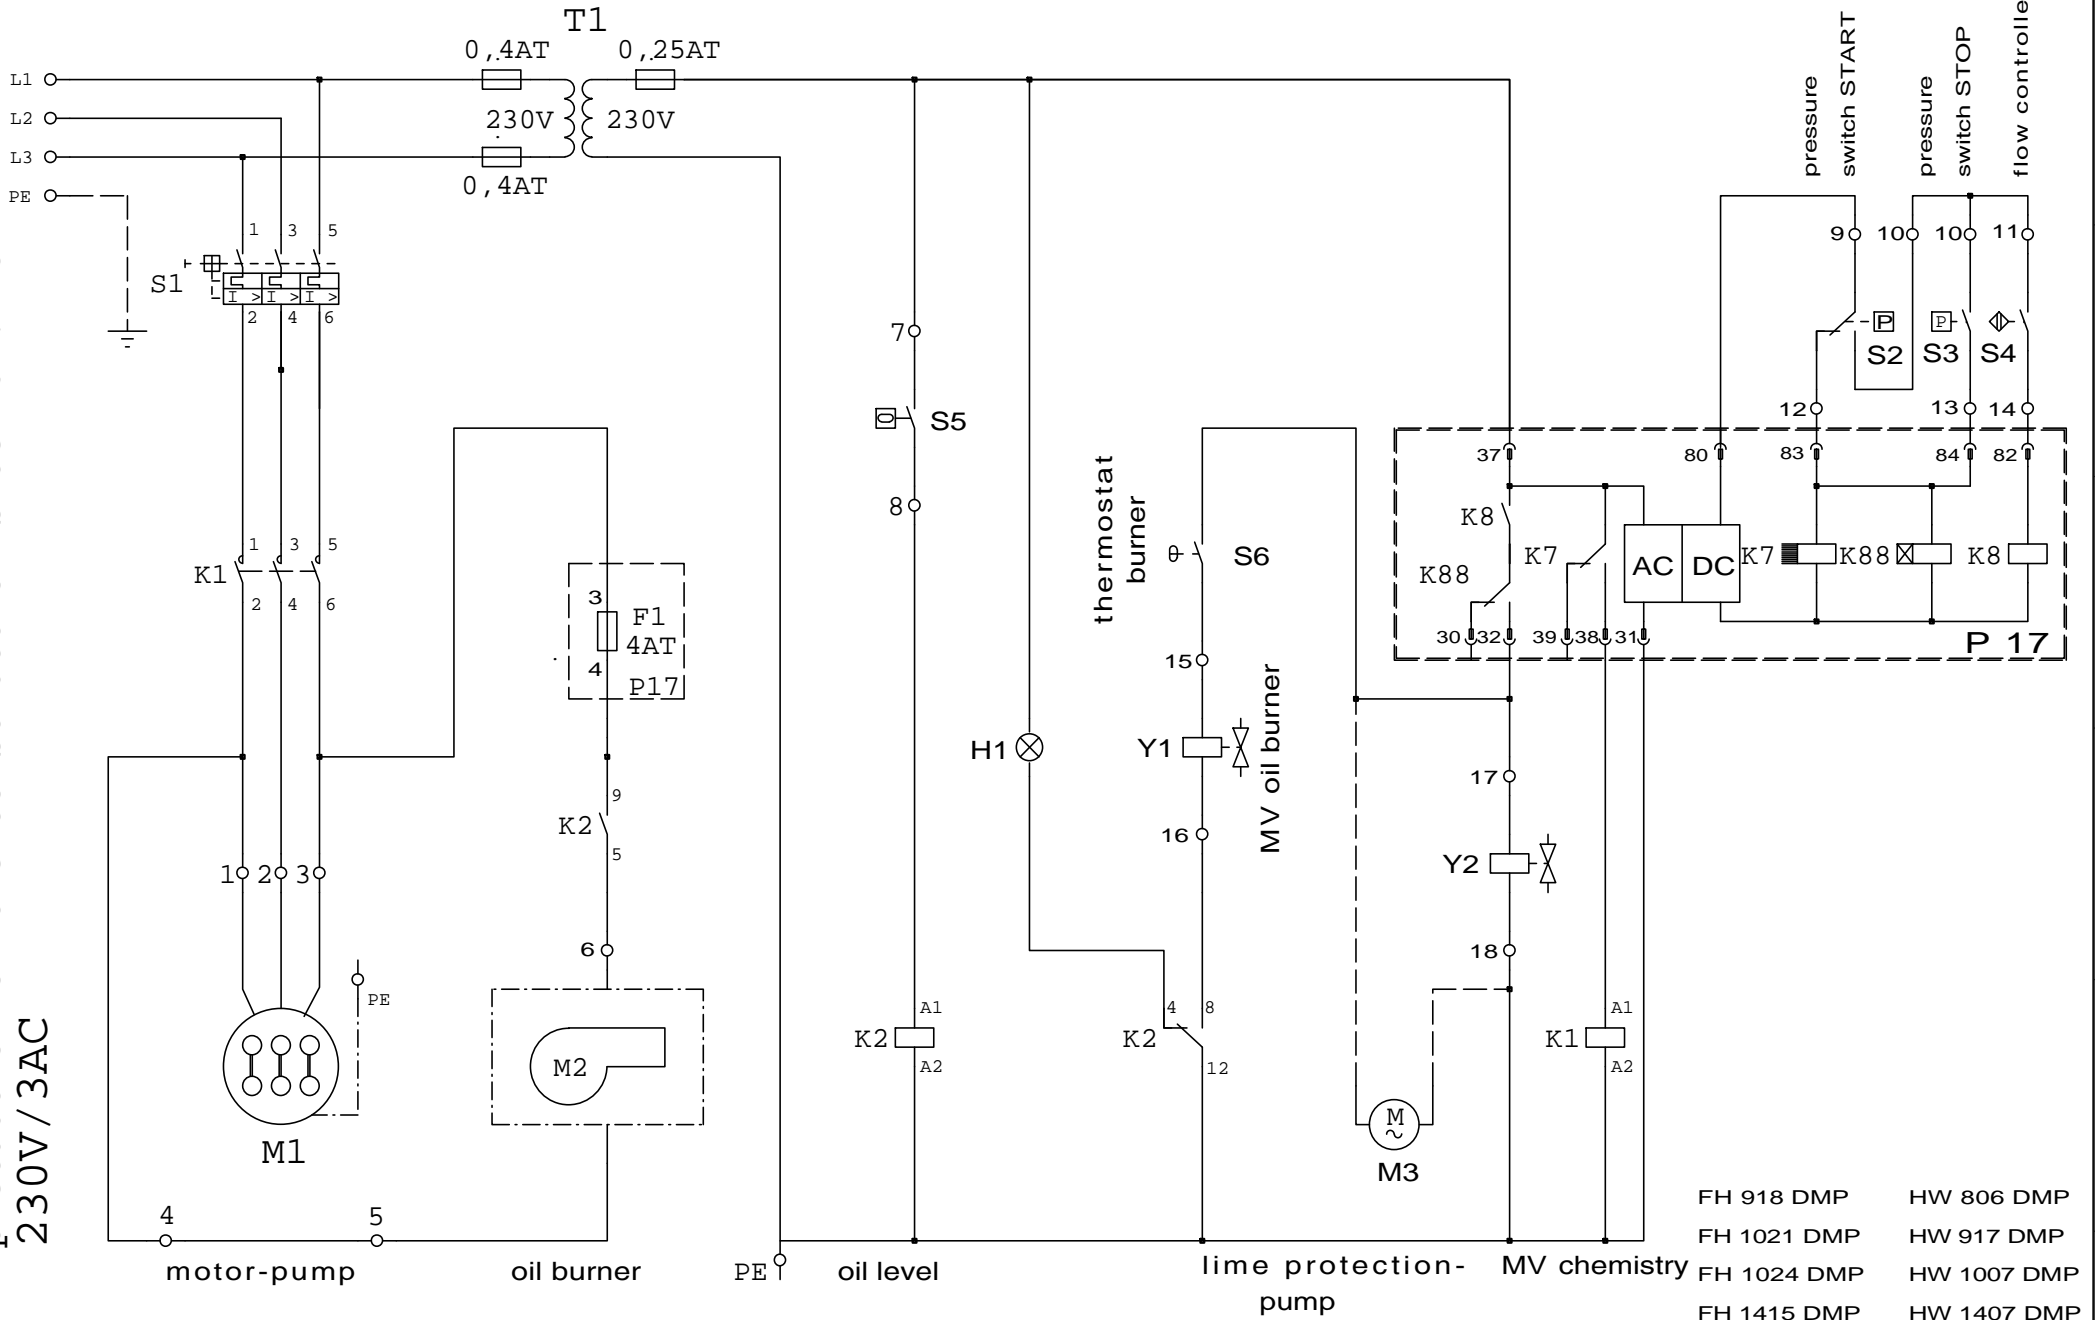 T1
0,4AT
0,25AT
L1
L2
230V
230V
L3
0,4AT
PE
pressure
switch START
pressure
switch STOP
flow controlle
1
3
5
S1
I >
I >
I >
2
4
6
9
10
10
11
P
P
S2
S3
S4
7
S5
8
12
13
14
37
80
83
84
82
K8
K7
K88
AC
DC
K7
K88
K8
30
32
39
38
31
P 17
thermostat
burner
S6
K1
1
3
5
2
4
6
3
F1
4AT
4
P17
15
Y1
MV oil burner
16
H1
9
K2
5
17
Y2
18
1
2
3
6
PE
M1
M2
A1
K2
A2
4
8
K2
12
A1
K1
A2
M
M3
230V/3AC
4
5
motor-pump
oil burner
PE
oil level
lime protection-
pump
MV chemistry
FH 918 DMP
HW 806 DMP
FH 1021 DMP
HW 917 DMP
FH 1024 DMP
HW 1007 DMP
FH 1415 DMP
HW 1407 DMP